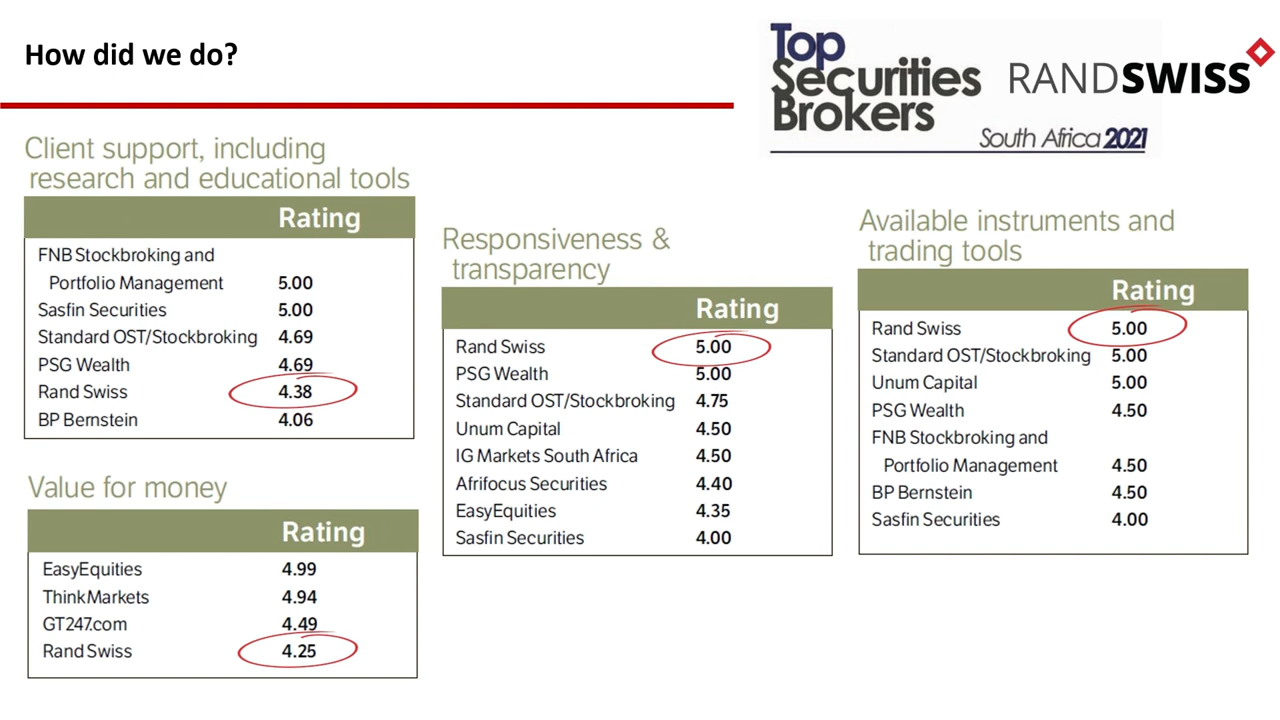 How did we do?
Top
Securities
Brokers
South Africa 2021
RANDSWISS
Client support, including
research and educational tools
Rating
FNB Stockbroking and
Portfolio Management 5.00
Sasfin Securities 5.00
Standard OST/Stockbroking 4.69
PSG Wealth 4.69
Rand Swiss 4.38
BP Bernstein 4.06
Value for money
Rating
EasyEquities 4.99
ThinkMarkets 4.94
GT247.com 4.49
Rand Swiss 4.25
Responsiveness &
transparency
Rating
Rand Swiss 5.00
PSG Wealth 5.00
Standard OST/Stockbroking 4.75
Unum Capital 4.50
IG Markets South Africa 4.50
Afrifocus Securities 4.40
EasyEquities 4.35
Sasfin Securities 4.00
Available instruments and
trading tools
Rating
Rand Swiss 5.00
Standard OST/Stockbroking 5.00
Unum Capital 5.00
PSG Wealth 4.50
FNB Stockbroking and
Portfolio Management 4.50
BP Bernstein 4.50
Sasfin Securities 4.00